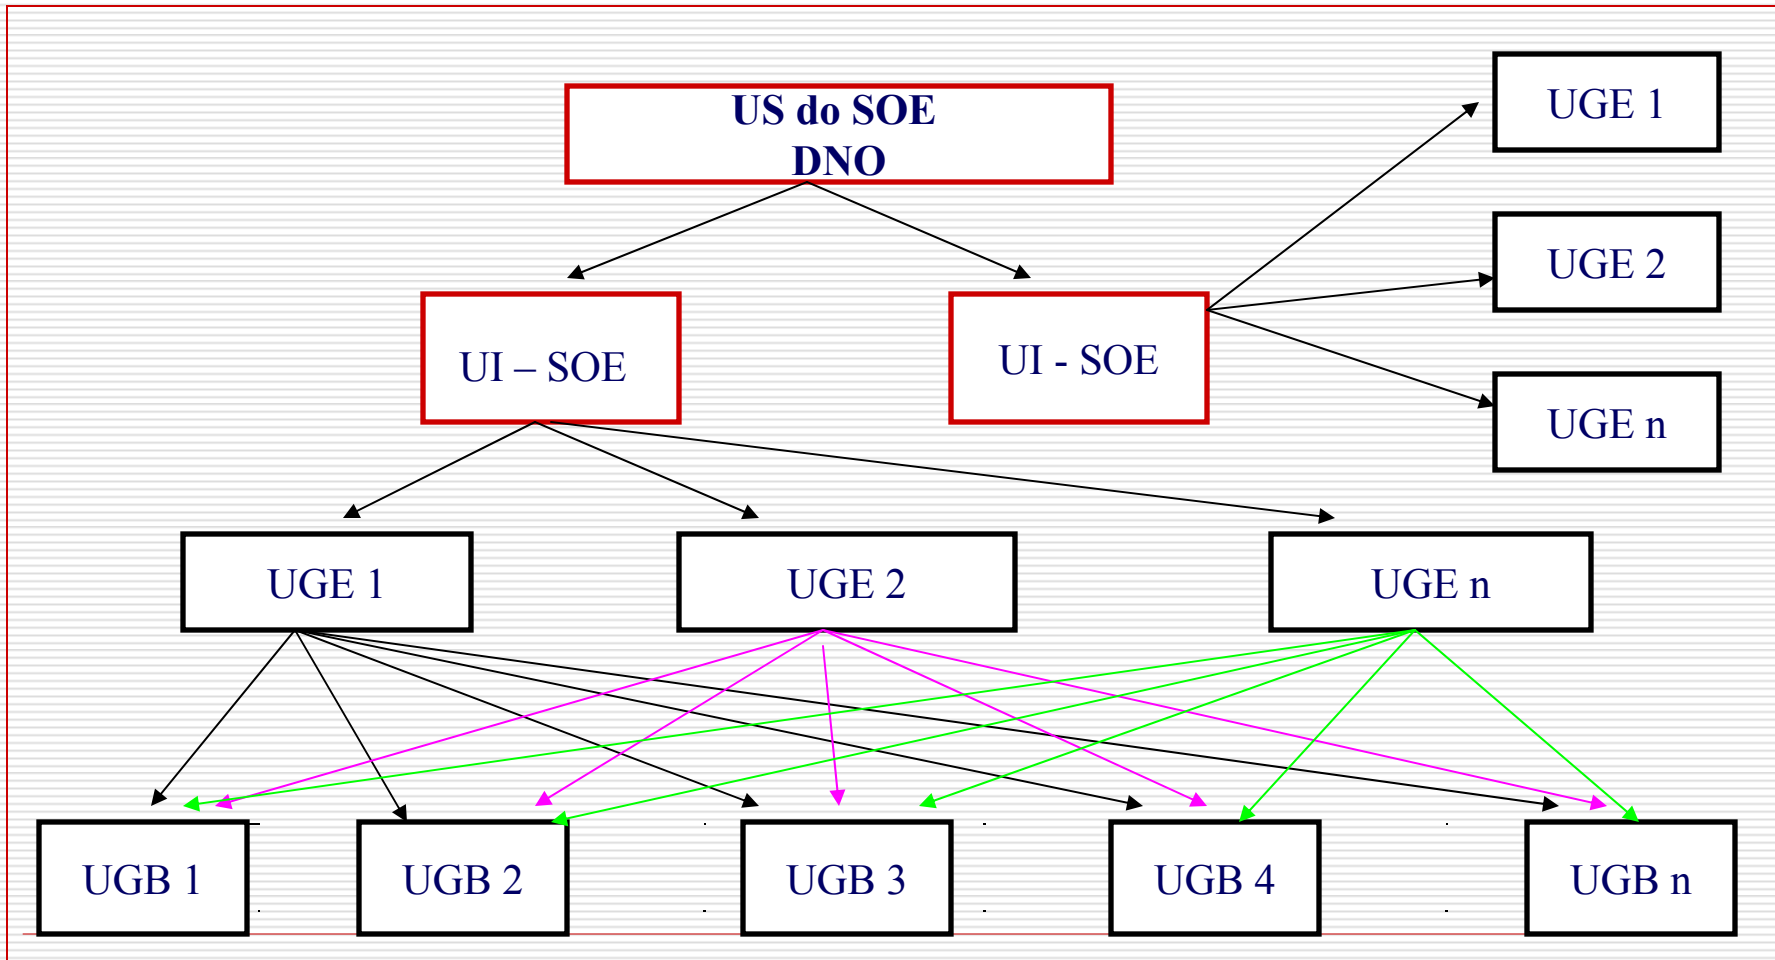 US do SOE
DNO
UGE 1
UGE 2
UI – SOE
UI - SOE
UGE n
UGE 1
UGE 2
UGE n
UGB 1
UGB 2
UGB 3
UGB 4
UGB n